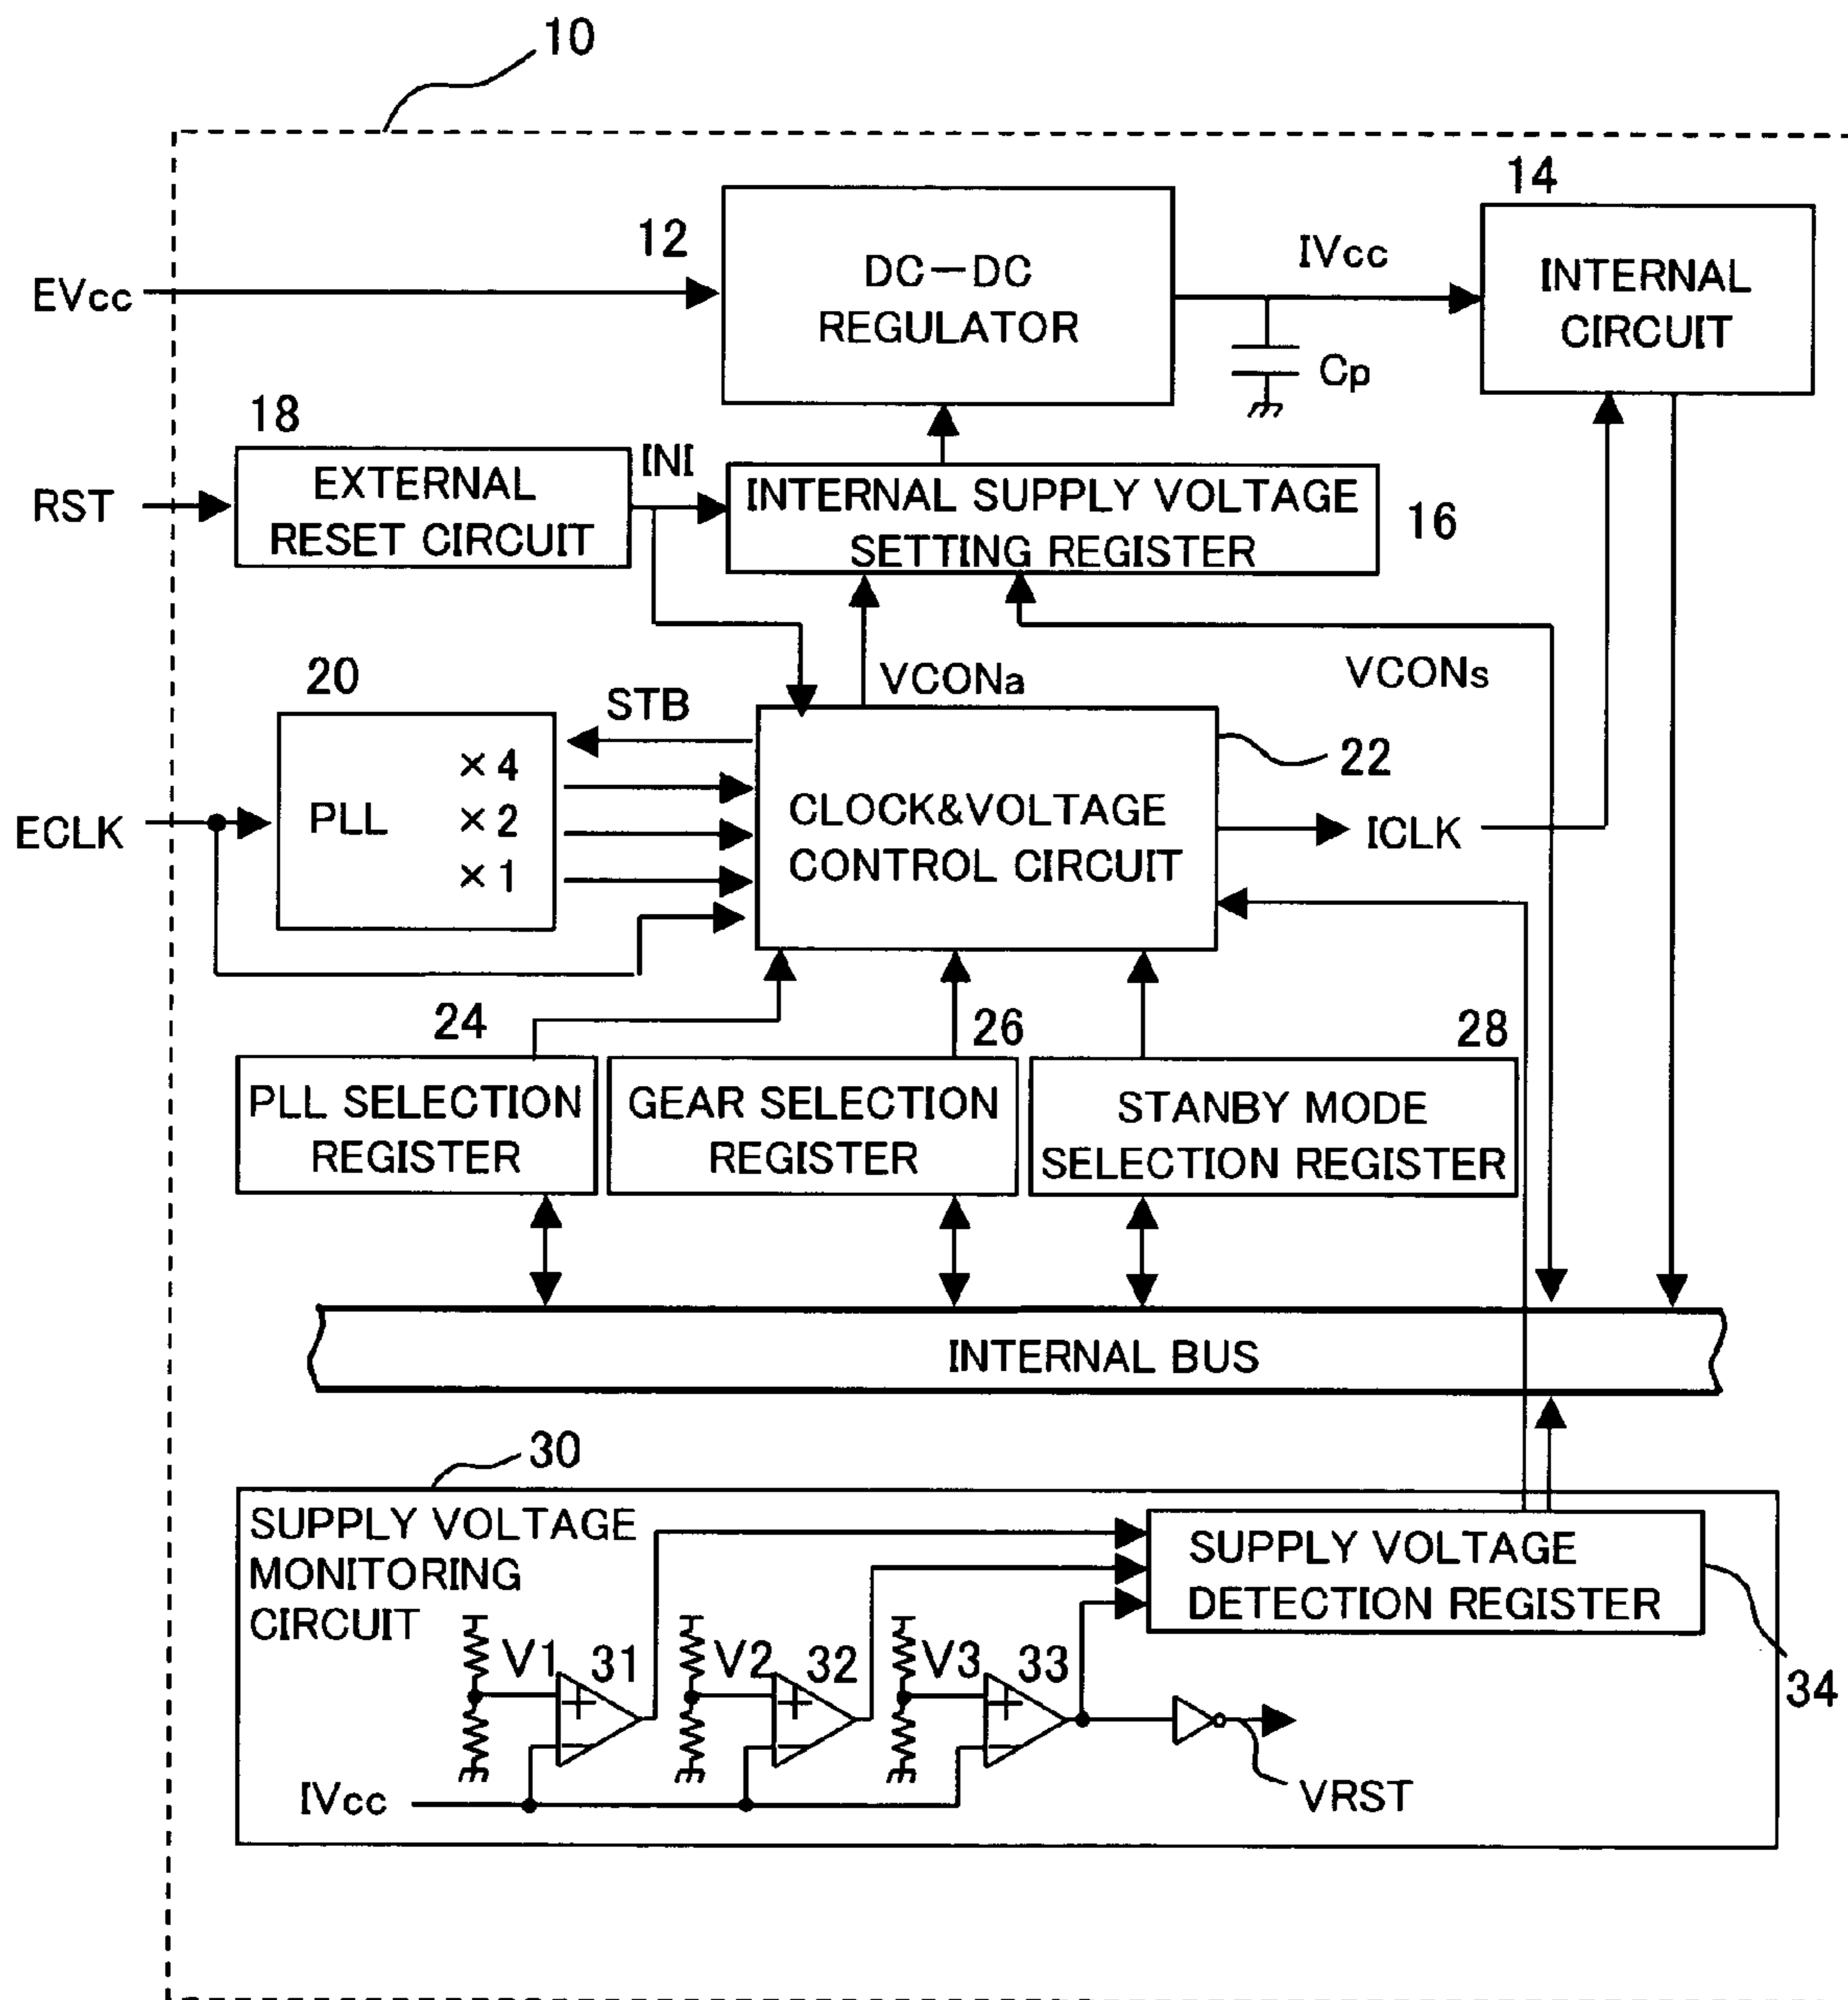 10
14
12
DC－DC
REGULATOR
IVcc
INTERNAL
CIRCUIT
EVcc
Cp
18
INI
EXTERNAL
RESET CIRCUIT
RST
INTERNAL SUPPLY VOLTAGE
SETTING REGISTER
16
20
STB
VCONa
VCONs
22
PLL
×4
×2
×1
ECLK
CLOCK&VOLTAGE
CONTROL CIRCUIT
ICLK
24
26
28
PLL SELECTION
REGISTER
GEAR SELECTION
REGISTER
STANBY MODE
SELECTION REGISTER
INTERNAL BUS
30
SUPPLY VOLTAGE
MONITORING
CIRCUIT
SUPPLY VOLTAGE
DETECTION REGISTER
34
V1
31
V2
32
V3
33
+
−
+
−
+
−
IVcc
VRST